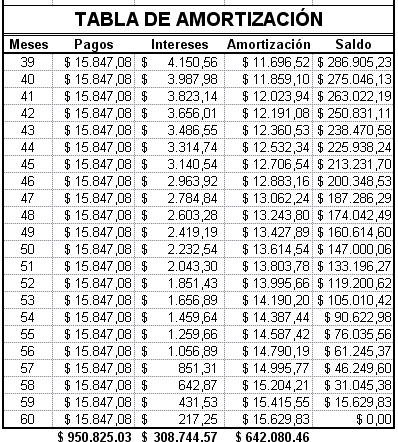 TABLA DE AMORTIZACIÓN
Meses Pagos Intereses Amortización Saldo
39 $ 15.847,08 $ 4.150,56 $ 11.696,52 $ 286.905,23
40 $ 15.847,08 $ 3.987,98 $ 11.859,10 $ 275.046,13
41 $ 15.847,08 $ 3.823,14 $ 12.023,94 $ 263.022,19
42 $ 15.847,08 $ 3.656,01 $ 12.191,08 $ 250.831,11
43 $ 15.847,08 $ 3.486,55 $ 12.360,53 $ 238.470,58
44 $ 15.847,08 $ 3.314,74 $ 12.532,34 $ 225.938,24
45 $ 15.847,08 $ 3.140,54 $ 12.706,54 $ 213.231,70
46 $ 15.847,08 $ 2.963,92 $ 12.883,16 $ 200.348,53
47 $ 15.847,08 $ 2.784,84 $ 13.062,24 $ 187.286,29
48 $ 15.847,08 $ 2.603,28 $ 13.243,80 $ 174.042,49
49 $ 15.847,08 $ 2.419,19 $ 13.427,89 $ 160.614,60
50 $ 15.847,08 $ 2.232,54 $ 13.614,54 $ 147.000,06
51 $ 15.847,08 $ 2.043,30 $ 13.803,78 $ 133.196,27
52 $ 15.847,08 $ 1.851,43 $ 13.995,66 $ 119.200,62
53 $ 15.847,08 $ 1.656,89 $ 14.190,20 $ 105.010,42
54 $ 15.847,08 $ 1.459,64 $ 14.387,44 $ 90.622,98
55 $ 15.847,08 $ 1.259,66 $ 14.587,42 $ 76.035,56
56 $ 15.847,08 $ 1.056,89 $ 14.790,19 $ 61.245,37
57 $ 15.847,08 $ 851,31 $ 14.995,77 $ 46.249,60
58 $ 15.847,08 $ 642,87 $ 15.204,21 $ 31.045,38
59 $ 15.847,08 $ 431,53 $ 15.415,55 $ 15.629,83
60 $ 15.847,08 $ 217,25 $ 15.629,83 $ 0,00
$ 950.825,03 $ 308.744,57 $ 642.080,46